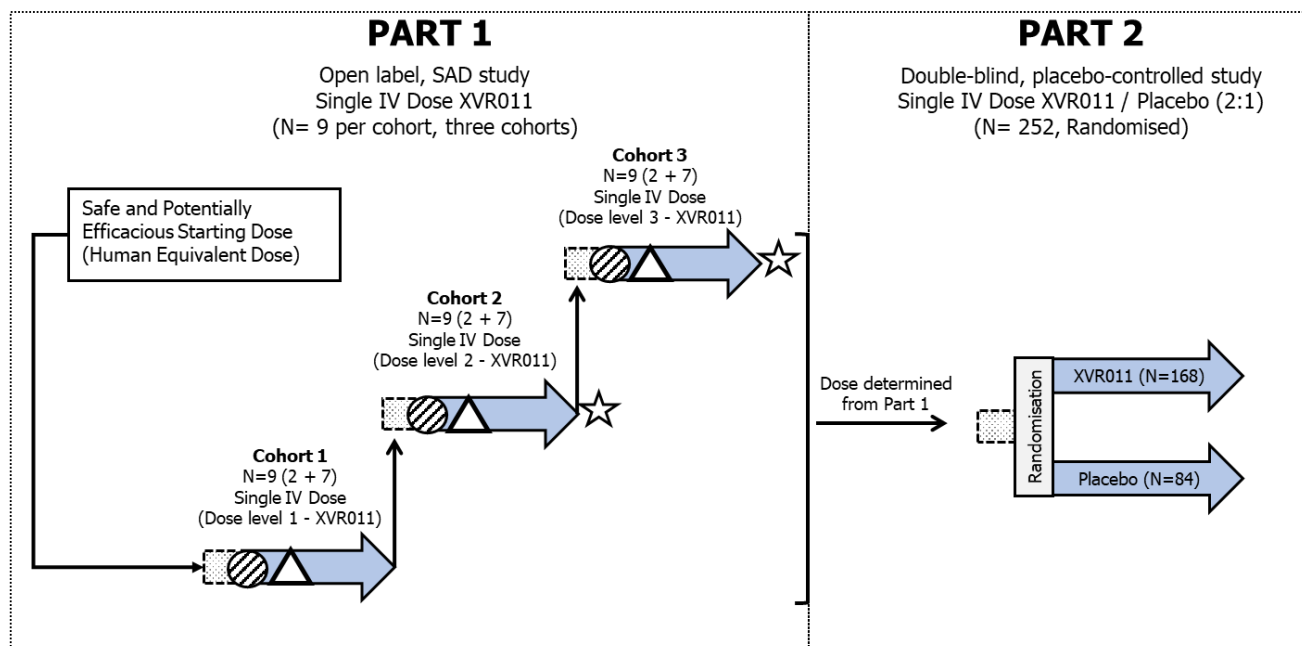 PART 1
Open label, SAD study
Single IV Dose XVR011
(N= 9 per cohort, three cohorts)
Safe and Potentially
Efficacious Starting Dose
(Human Equivalent Dose)
Cohort 1
N=9 (2 + 7)
Single IV Dose
(Dose level 1 - XVR011)
Cohort 2
N=9 (2 + 7)
Single IV Dose
(Dose level 2 - XVR011)
Cohort 3
N=9 (2 + 7)
Single IV Dose
(Dose level 3 - XVR011)
PART 2
Double-blind, placebo-controlled study
Single IV Dose XVR011 / Placebo (2:1)
(N= 252, Randomised)
Dose determined
from Part 1
Randomisation
XVR011 (N=168)
Placebo (N=84)